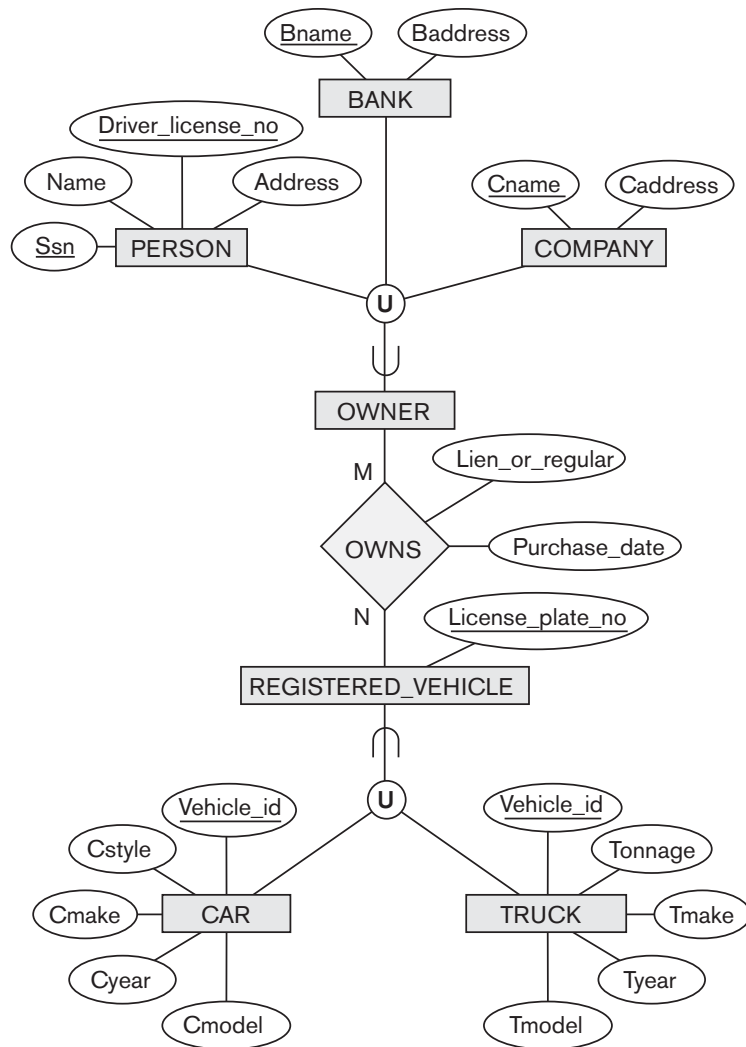 Bname
Baddress
BANK
Driver_license_no
Name
Address
Cname
Caddress
Ssn
PERSON
COMPANY
U
OWNER
M
Lien_or_regular
OWNS
Purchase_date
N
License_plate_no
REGISTERED_VEHICLE
U
Vehicle_id
Vehicle_id
Cstyle
Tonnage
Cmake
CAR
TRUCK
Tmake
Cyear
Tyear
Cmodel
Tmodel